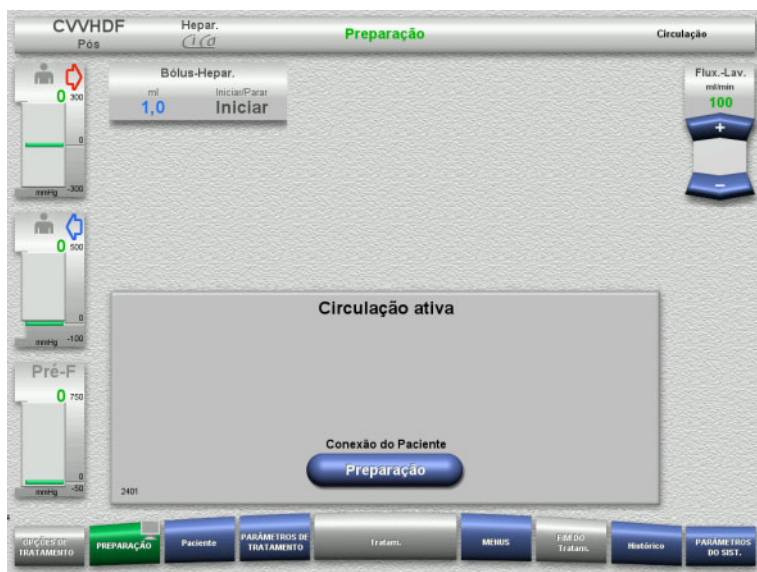 CVVHDF
Pós
Hepar.
Ci Ca
Preparação
Circulação
0 300
0
mmHg -300
Bólus-Hepar.
ml Iniciar/Parar
1,0 Iniciar
Flux.-Lav.
ml/min
100
+
–
0 500
0
mmHg -100
Pré-F
0 750
0
mmHg -50
Circulação ativa
Conexão do Paciente
Preparação
2401
OPÇÕES DE
TRATAMENTO
PREPARAÇÃO
Paciente
PARÂMETROS DE
TRATAMENTO
Tratam.
MENUS
FIM DO
Tratam.
Histórico
PARÂMETROS
DO SIST.